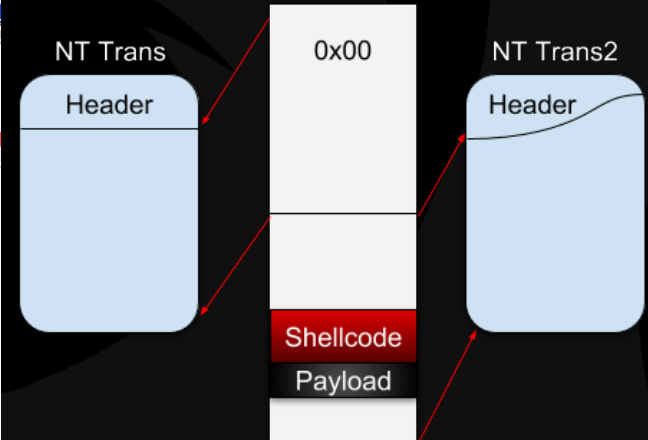 NT Trans
Header
0x00
Shellcode
Payload
NT Trans2
Header